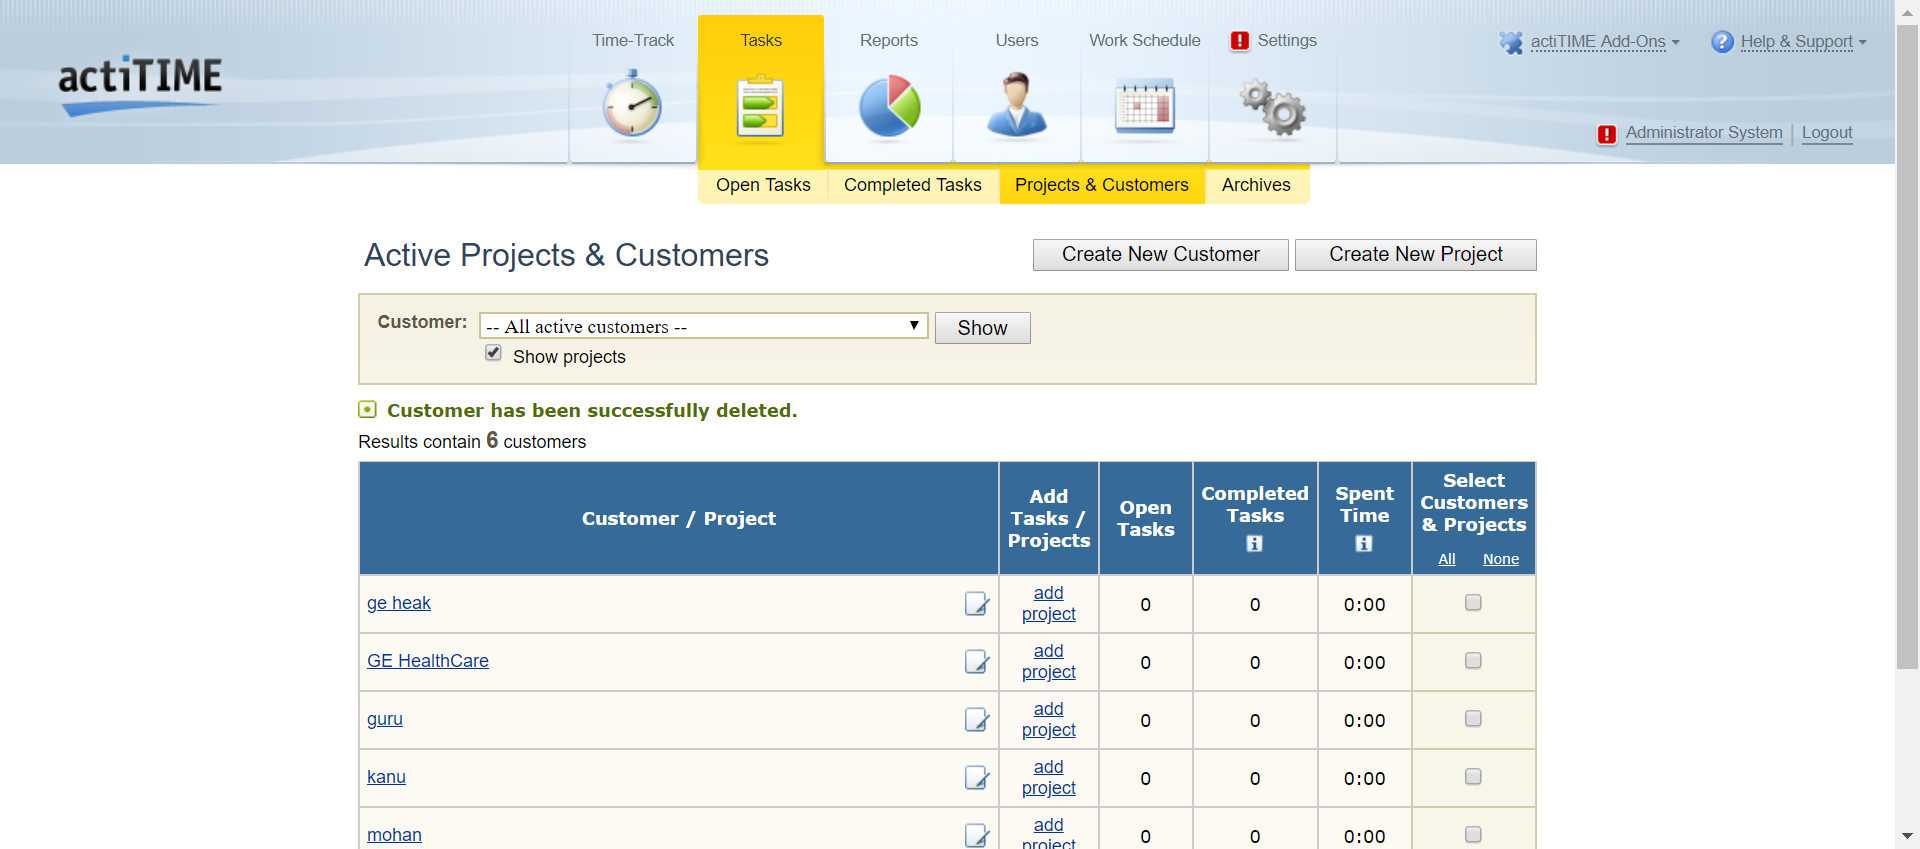 actiTIME
Time-Track
Tasks
Reports
Users
Work Schedule
Settings
actiTIME Add-Ons
Help & Support
Administrator System
Logout
Open Tasks
Completed Tasks
Projects & Customers
Archives
Active Projects & Customers
Create New Customer
Create New Project
Customer:
-- All active customers --
Show
Show projects
Customer has been successfully deleted.
Results contain 6 customers
Customer / Project
Add
Tasks /
Projects
Open
Tasks
Completed
Tasks
Spent
Time
Select
Customers
& Projects
All None
ge heak
add
project
0
0
0:00
GE HealthCare
add
project
0
0
0:00
guru
add
project
0
0
0:00
kanu
add
project
0
0
0:00
mohan
add
project
0
0
0:00